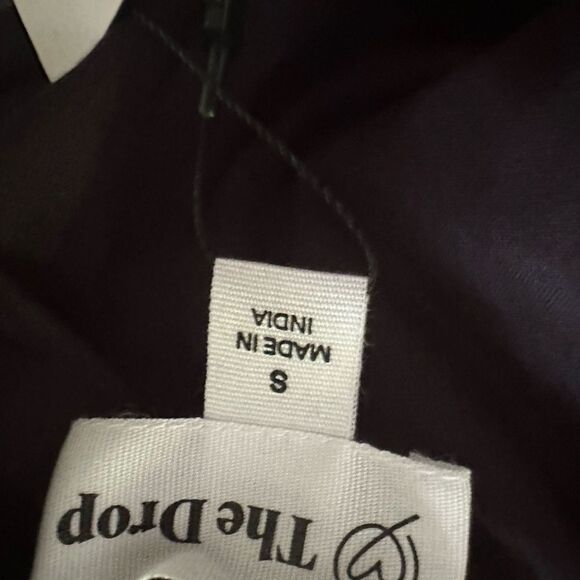 The Drop
S
MADE IN
INDIA